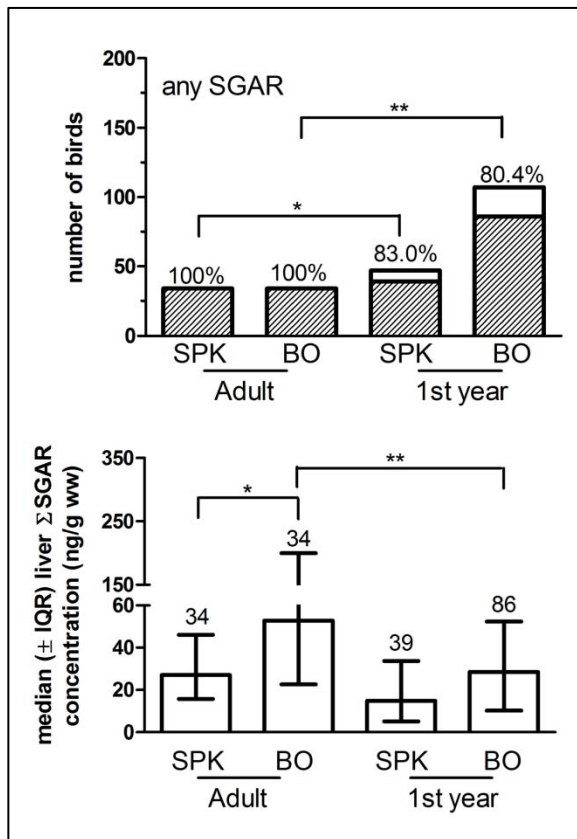 200
any SGAR
**
150
number of birds
80.4%
100
*
83.0%
100%
100%
50
0
SPK
BO
SPK
BO
Adult
1st year
350
**
250
*
34
150
60
86
34
39
40
20
0
median (± IQR) liver ΣSGAR
concentration (ng/g ww)
SPK
BO
SPK
BO
Adult
1st year